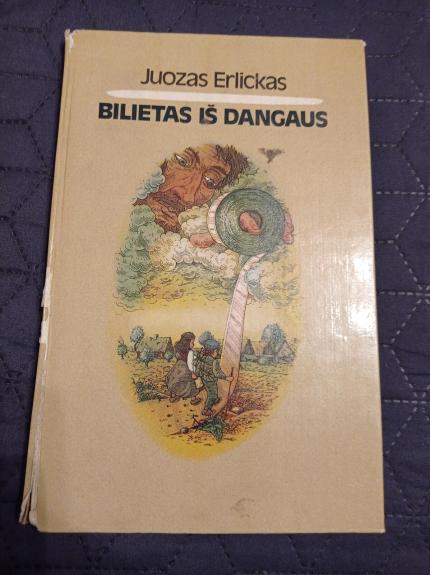 Juozas Erlickas
BILIETAS IŠ DANGAUS